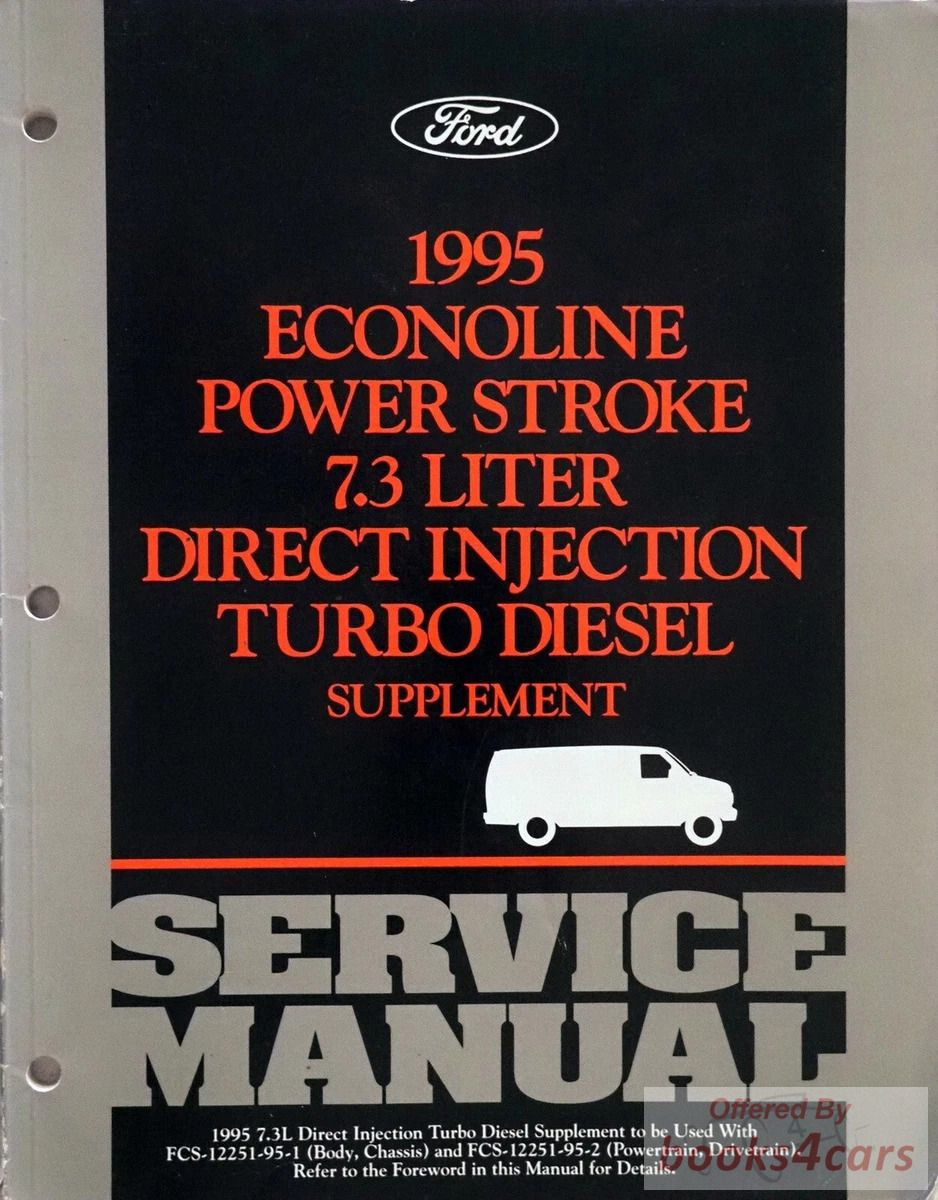 Ford
1995
ECONOLINE
POWER STROKE
7.3 LITER
DIRECT INJECTION
TURBO DIESEL
SUPPLEMENT
SERVICE
MANUAL
1995 7.3L Direct Injection Turbo Diesel Supplement to be Used With
FCS-12251-95-1 (Body, Chassis) and FCS-12251-95-2 (Powertrain, Drivetrain).
Refer to the Foreword in this Manual for Details.
Offered By
books4cars